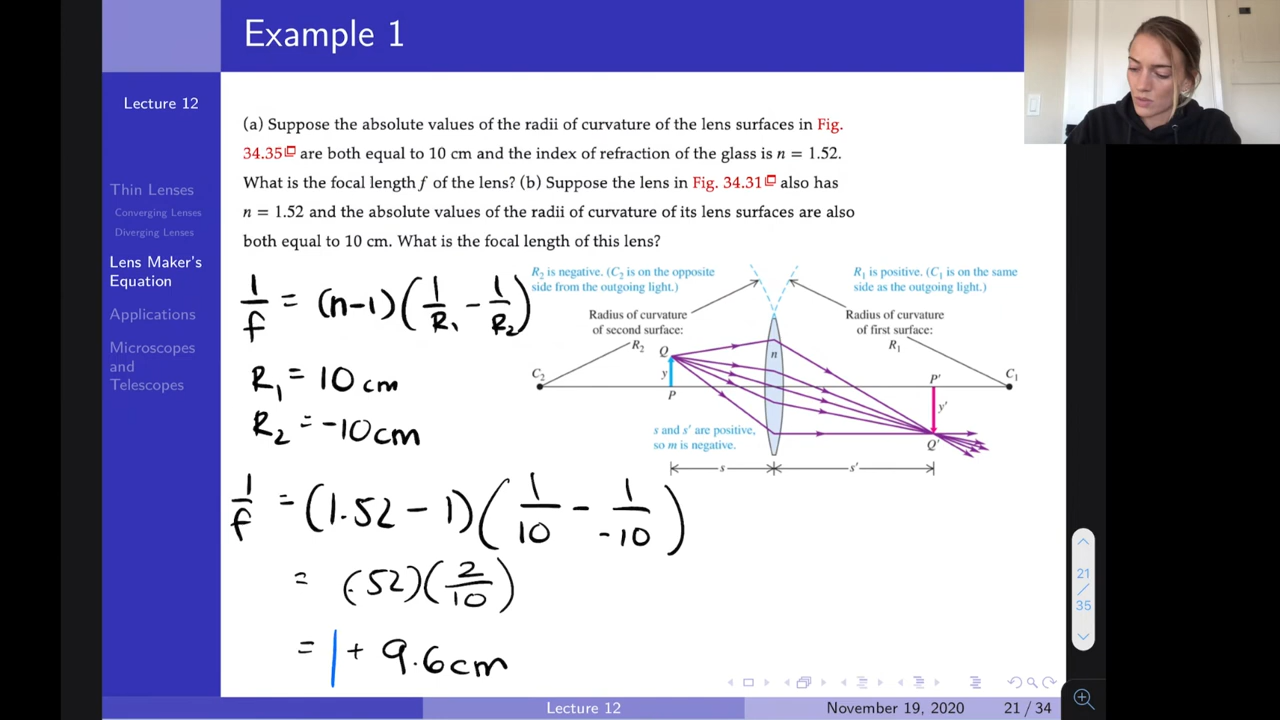 Example 1
Lecture 12
Thin Lenses
Converging Lenses
Diverging Lenses
Lens Maker's
Equation
Applications
Microscopes
and
Telescopes
(a) Suppose the absolute values of the radii of curvature of the lens surfaces in Fig.
34.35 are both equal to 10 cm and the index of refraction of the glass is n = 1.52.
What is the focal length f of the lens? (b) Suppose the lens in Fig. 34.31 also has
n = 1.52 and the absolute values of the radii of curvature of its lens surfaces are also
both equal to 10 cm. What is the focal length of this lens?
1/f = (n-1)(1/R₁ - 1/R₂)
R₁ = 10 cm
R₂ = -10cm
1/f = (1.52 - 1)(1/10 - 1/-10)
= (.52)(2/10)
= + 9.6cm
R₂ is negative. (C₂ is on the opposite
side from the outgoing light.)
R₁ is positive. (C₁ is on the same
side as the outgoing light.)
Radius of curvature
of second surface:
R₂
Radius of curvature
of first surface:
R₁
Q
n
C₂
y
P
P'
C₁
y'
Q'
s and s' are positive,
so m is negative.
s
s'
21
/
35
Lecture 12
November 19, 2020
21 / 34